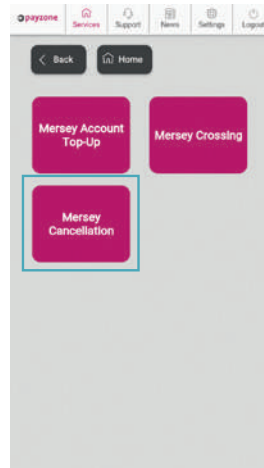 payzone
Services
Support
News
Settings
Logout
Back
Home
Mersey Account
Top-Up
Mersey Crossing
Mersey
Cancellation